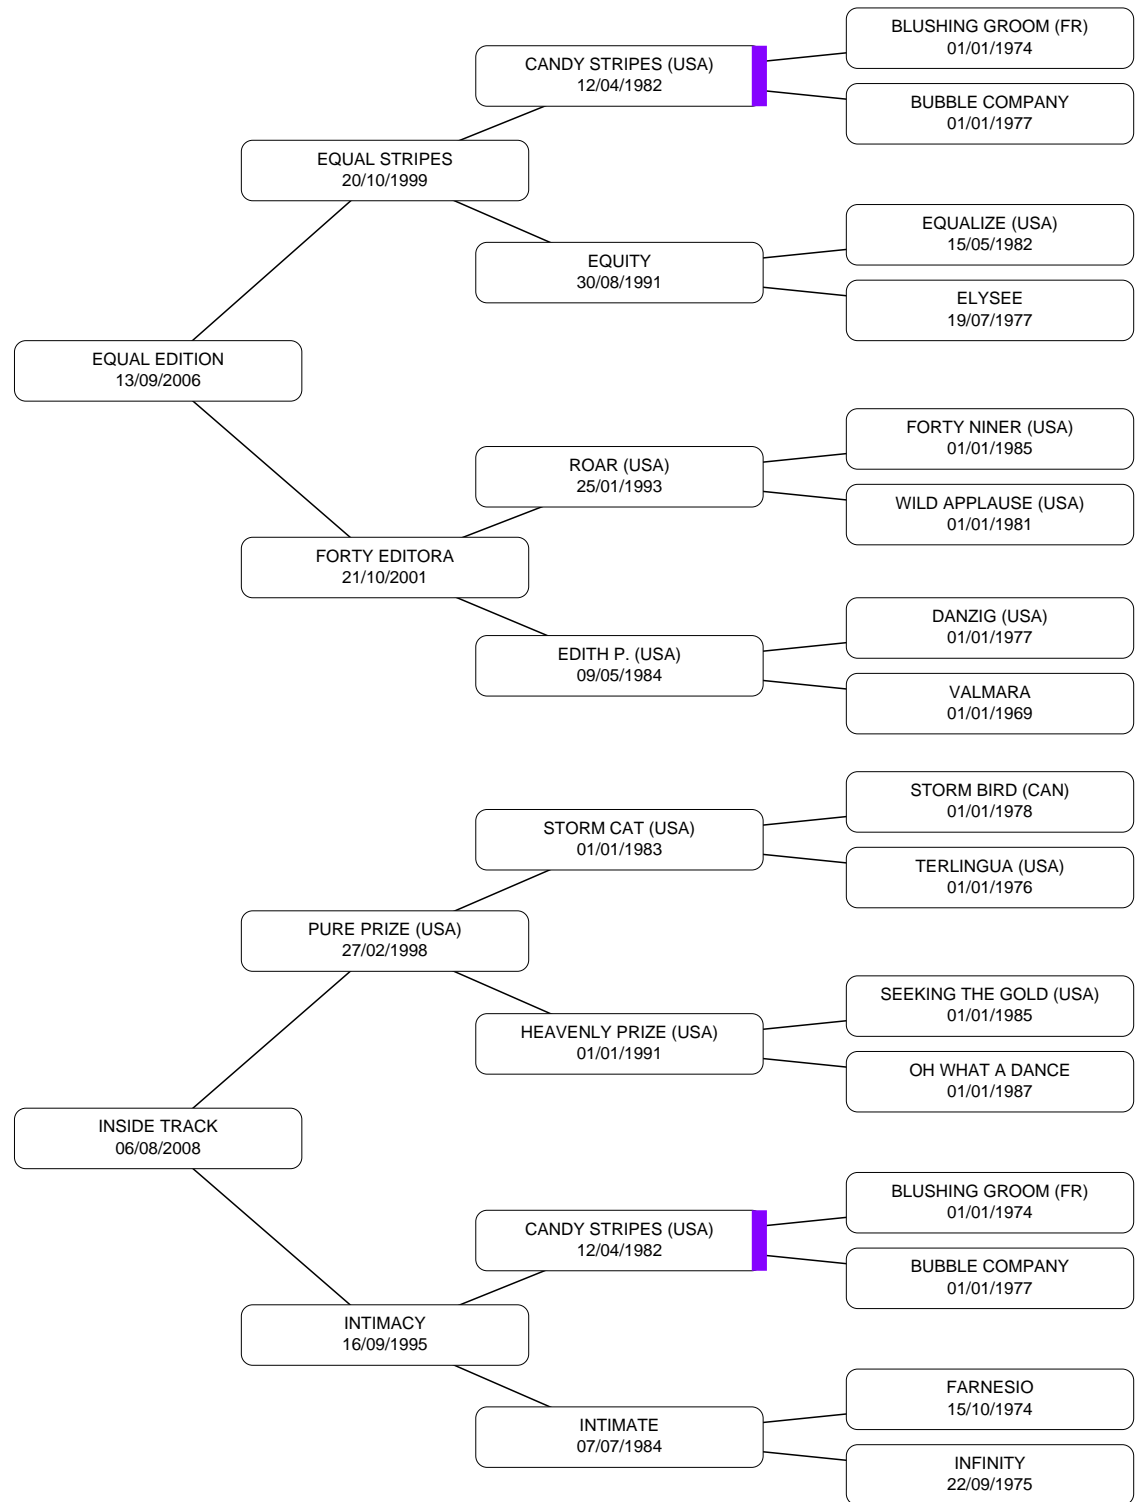 BLUSHING GROOM (FR)
01/01/1974
CANDY STRIPES (USA)
12/04/1982
BUBBLE COMPANY
01/01/1977
EQUAL STRIPES
20/10/1999
EQUALIZE (USA)
15/05/1982
EQUITY
30/08/1991
ELYSEE
19/07/1977
EQUAL EDITION
13/09/2006
FORTY NINER (USA)
01/01/1985
ROAR (USA)
25/01/1993
WILD APPLAUSE (USA)
01/01/1981
FORTY EDITORA
21/10/2001
DANZIG (USA)
01/01/1977
EDITH P. (USA)
09/05/1984
VALMARA
01/01/1969
STORM BIRD (CAN)
01/01/1978
STORM CAT (USA)
01/01/1983
TERLINGUA (USA)
01/01/1976
PURE PRIZE (USA)
27/02/1998
SEEKING THE GOLD (USA)
01/01/1985
HEAVENLY PRIZE (USA)
01/01/1991
OH WHAT A DANCE
01/01/1987
INSIDE TRACK
06/08/2008
BLUSHING GROOM (FR)
01/01/1974
CANDY STRIPES (USA)
12/04/1982
BUBBLE COMPANY
01/01/1977
INTIMACY
16/09/1995
FARNESIO
15/10/1974
INTIMATE
07/07/1984
INFINITY
22/09/1975